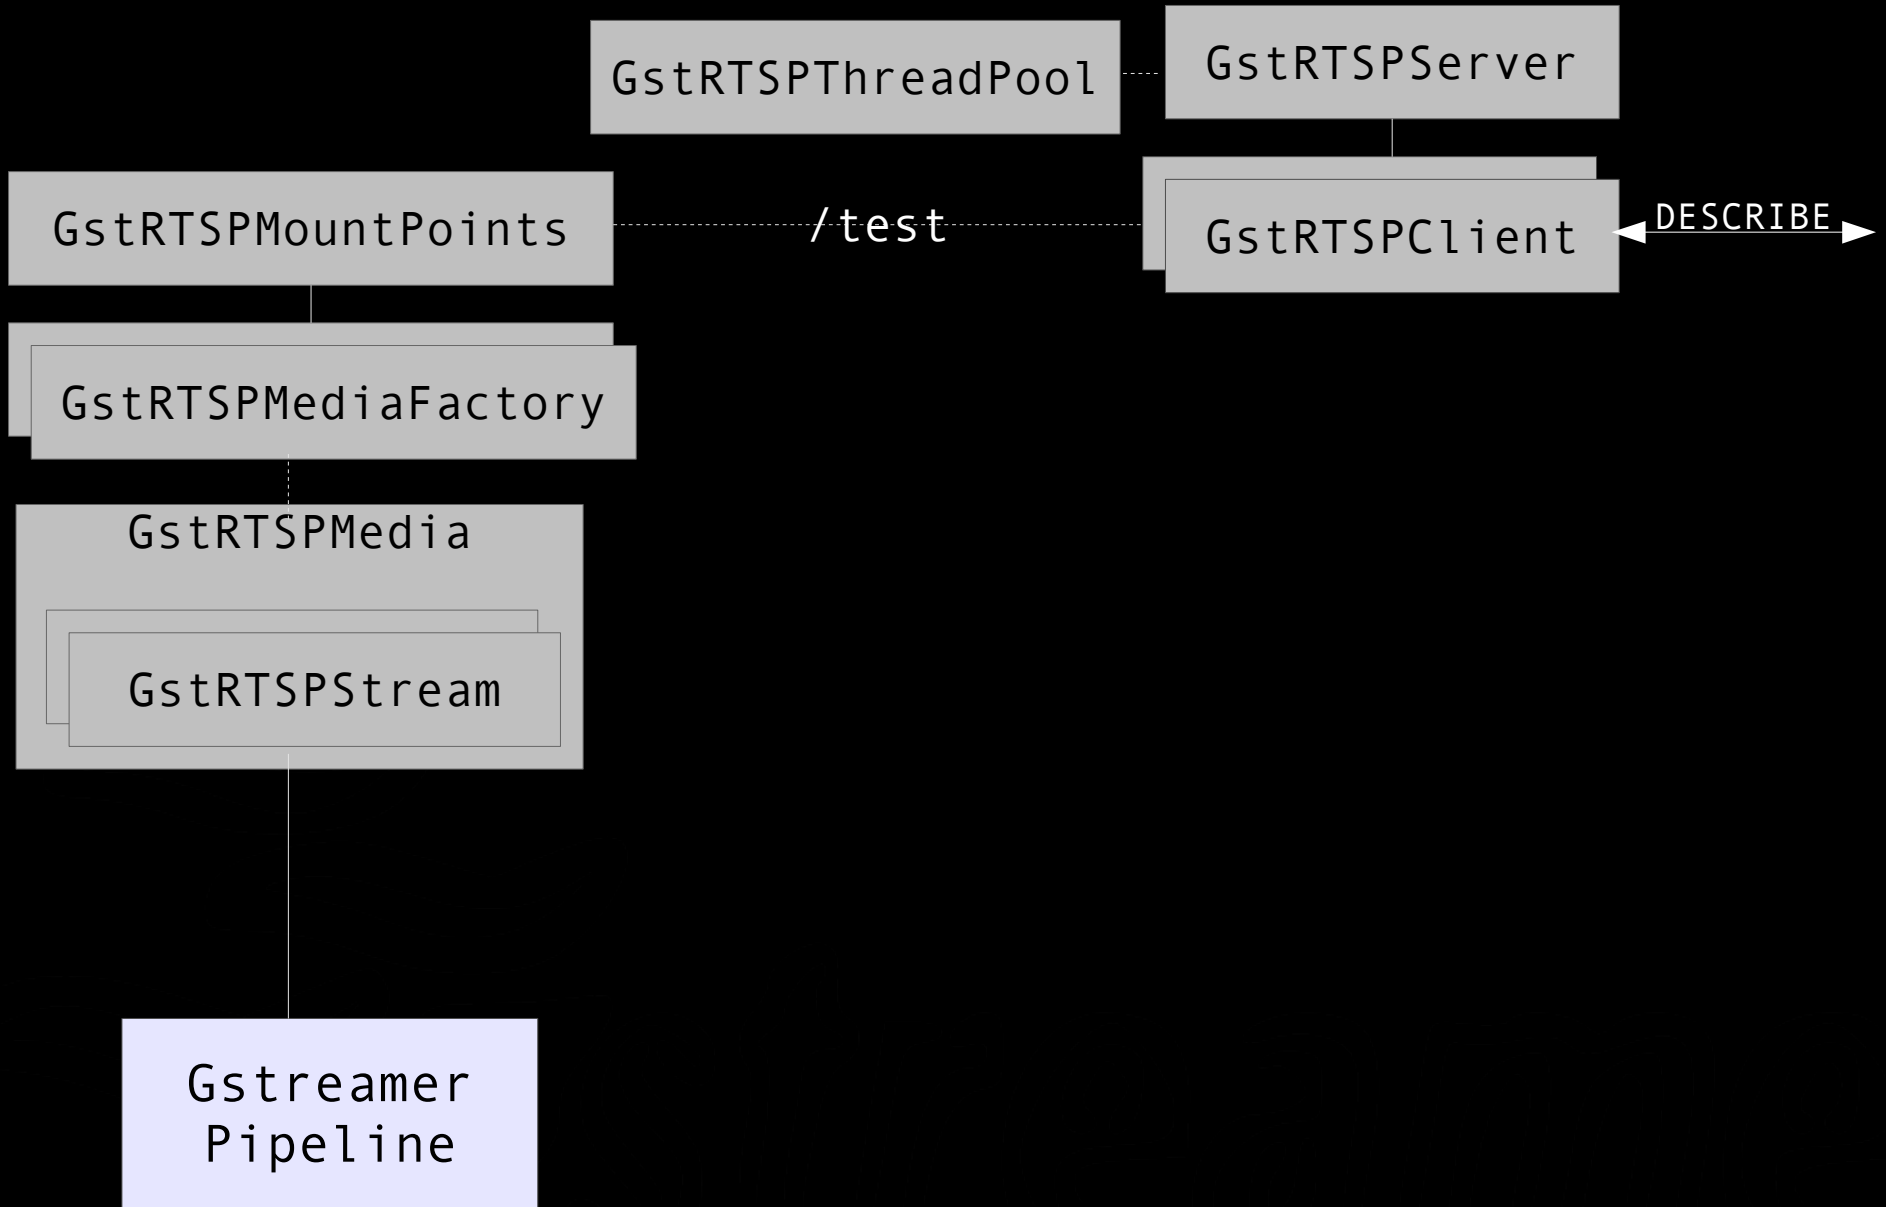 GstRTSPThreadPool
GstRTSPServer
GstRTSPMountPoints
/test
GstRTSPClient
DESCRIBE
GstRTSPMediaFactory
GstRTSPMedia
GstRTSPStream
Gstreamer
Pipeline